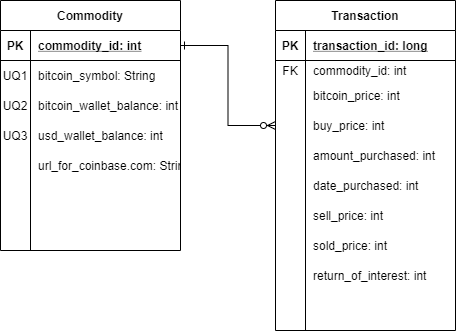 Commodity
PK commodity_id: int
UQ1 bitcoin_symbol: String
UQ2 bitcoin_wallet_balance: int
UQ3 usd_wallet_balance: int
url_for_coinbase.com: Strin
Transaction
PK transaction_id: long
FK commodity_id: int
bitcoin_price: int
buy_price: int
amount_purchased: int
date_purchased: int
sell_price: int
sold_price: int
return_of_interest: int